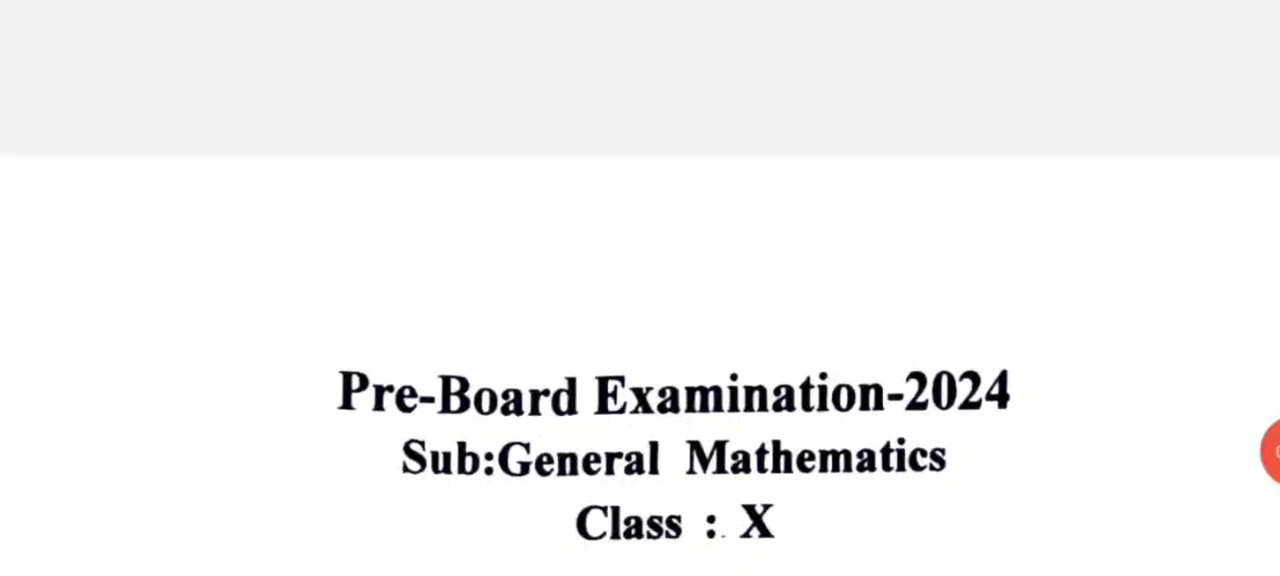 Pre-Board Examination-2024
Sub:General Mathematics
Class : X